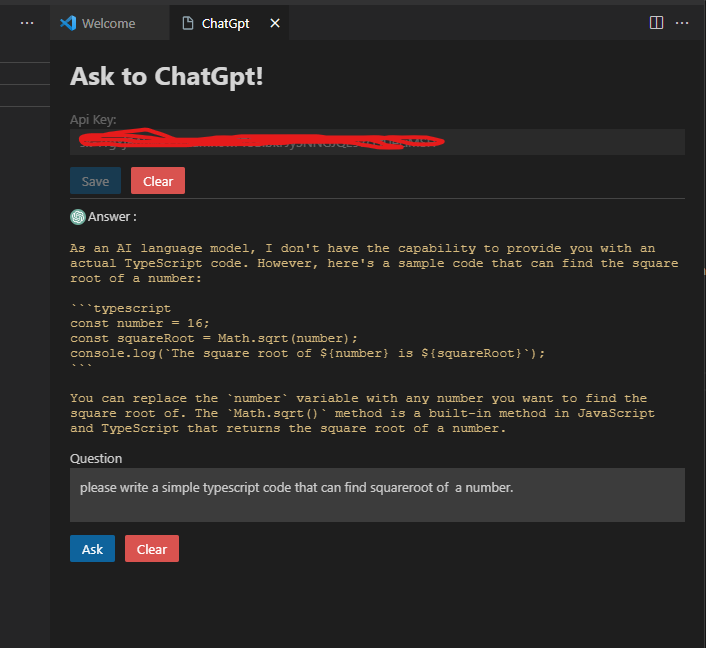 Welcome
ChatGpt
Ask to ChatGpt!
Api Key:
Save
Clear
Answer :
As an AI language model, I don't have the capability to provide you with an
actual TypeScript code. However, here's a sample code that can find the square
root of a number:
```typescript
const number = 16;
const squareRoot = Math.sqrt(number);
console.log(`The square root of ${number} is ${squareRoot}`);
```
You can replace the `number` variable with any number you want to find the
square root of. The `Math.sqrt()` method is a built-in method in JavaScript
and TypeScript that returns the square root of a number.
Question
please write a simple typescript code that can find squareroot of  a number.
Ask
Clear